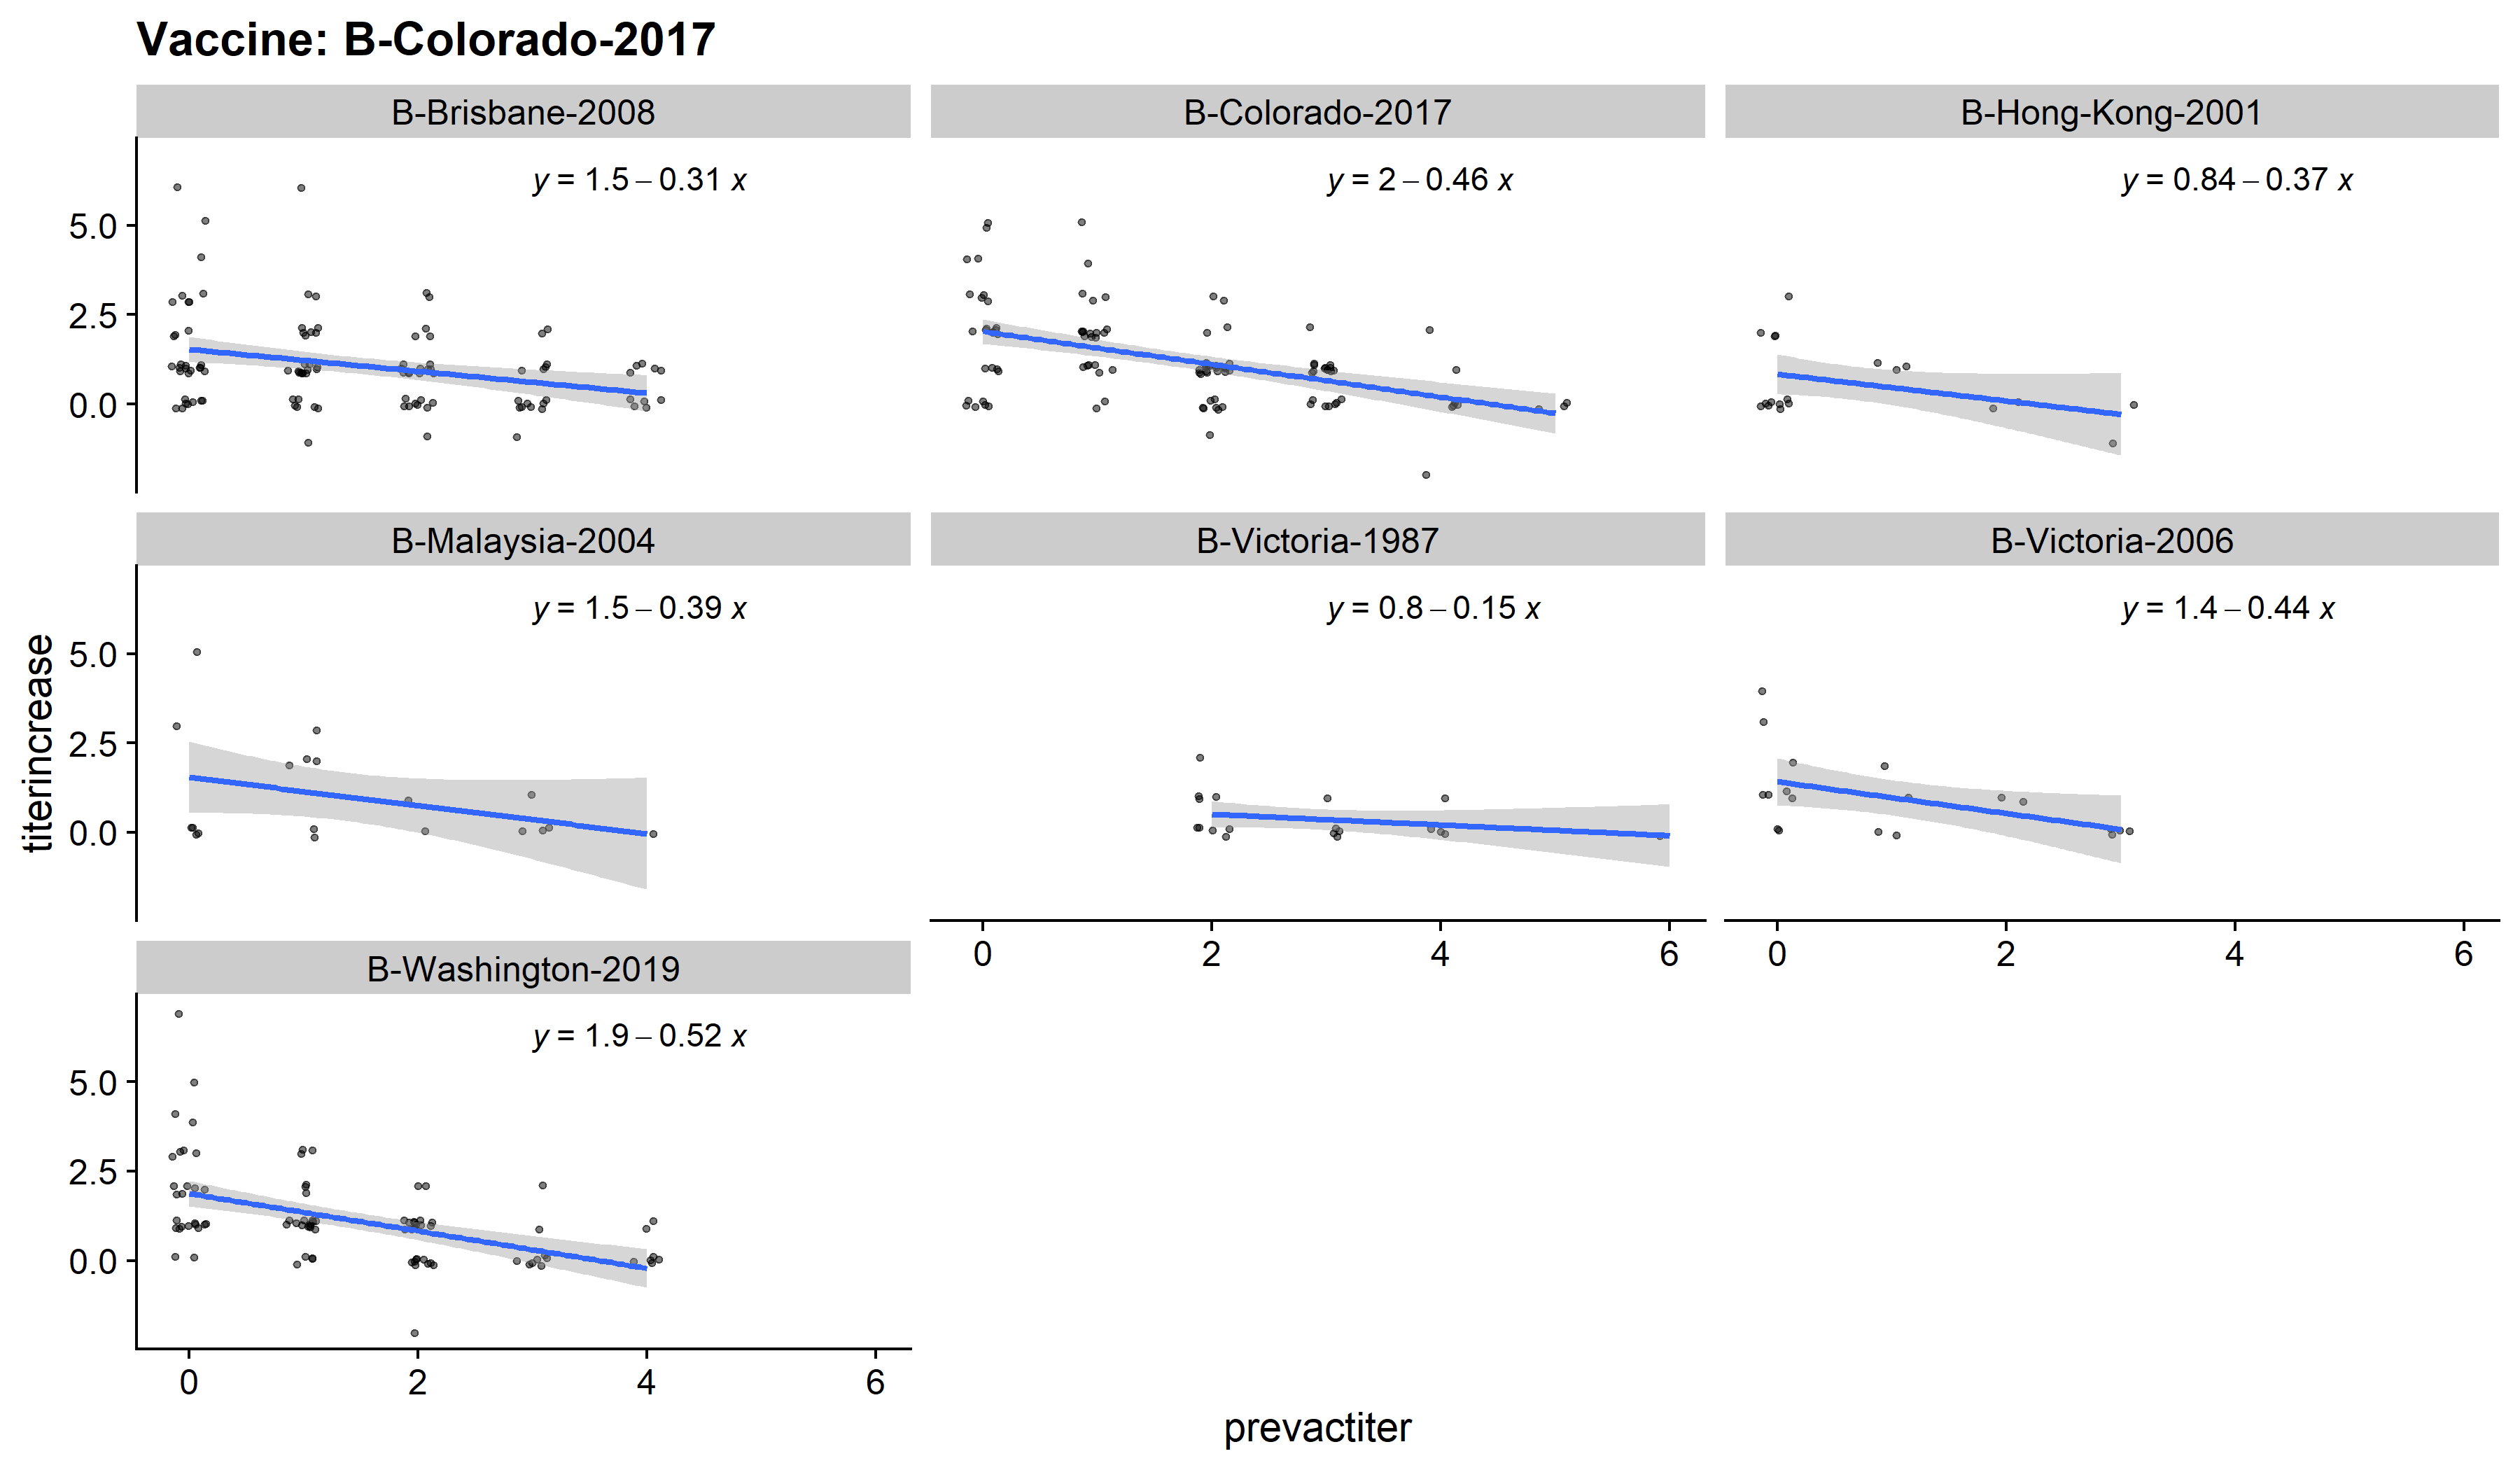 Vaccine: B-Colorado-2017
B-Brisbane-2008
B-Colorado-2017
B-Hong-Kong-2001
y = 1.5 – 0.31 x
y = 2 – 0.46 x
y = 0.84 – 0.37 x
5.0
2.5
0.0
B-Malaysia-2004
B-Victoria-1987
B-Victoria-2006
y = 1.5 – 0.39 x
y = 0.8 – 0.15 x
y = 1.4 – 0.44 x
titerincrease
5.0
2.5
0.0
0 2 4 6
0 2 4 6
B-Washington-2019
y = 1.9 – 0.52 x
5.0
2.5
0.0
0 2 4 6
prevactiter